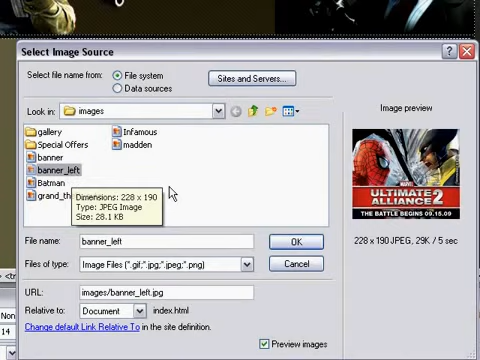 Select Image Source
Select file name from:
File system
Sites and Servers...
Data sources
Look in:
images
Image preview
gallery
Infamous
Special Offers
madden
banner
banner_left
Batman
grand_th
Dimensions: 228 x 190
Type: JPEG Image
Size: 28.1 KB
MARVEL
ULTIMATE
ALLIANCE 2
THE BATTLE BEGINS 09.15.09
228 x 190 JPEG, 29K / 5 sec
File name:
banner_left
OK
Files of type:
Image Files (*.gif;*.jpg;*.jpeg;*.png)
Cancel
URL:
images/banner_left.jpg
Relative to:
Document
index.html
Change default Link Relative To in the site definition.
Preview images
<t
Non
14